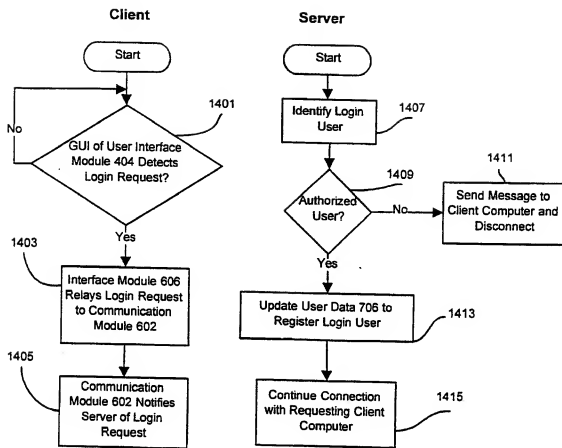 Client
Start
1401
No
GUI of User Interface
Module 404 Detects
Login Request?
Yes
1403
Interface Module 606
Relays Login Request
to Communication
Module 602
1405
Communication
Module 602 Notifies
Server of Login
Request
Server
Start
1407
Identify Login
User
1409
Authorized
User?
No
1411
Send Message to
Client Computer and
Disconnect
Yes
Update User Data 706 to
Register Login User
1413
Continue Connection
with Requesting Client
Computer
1415